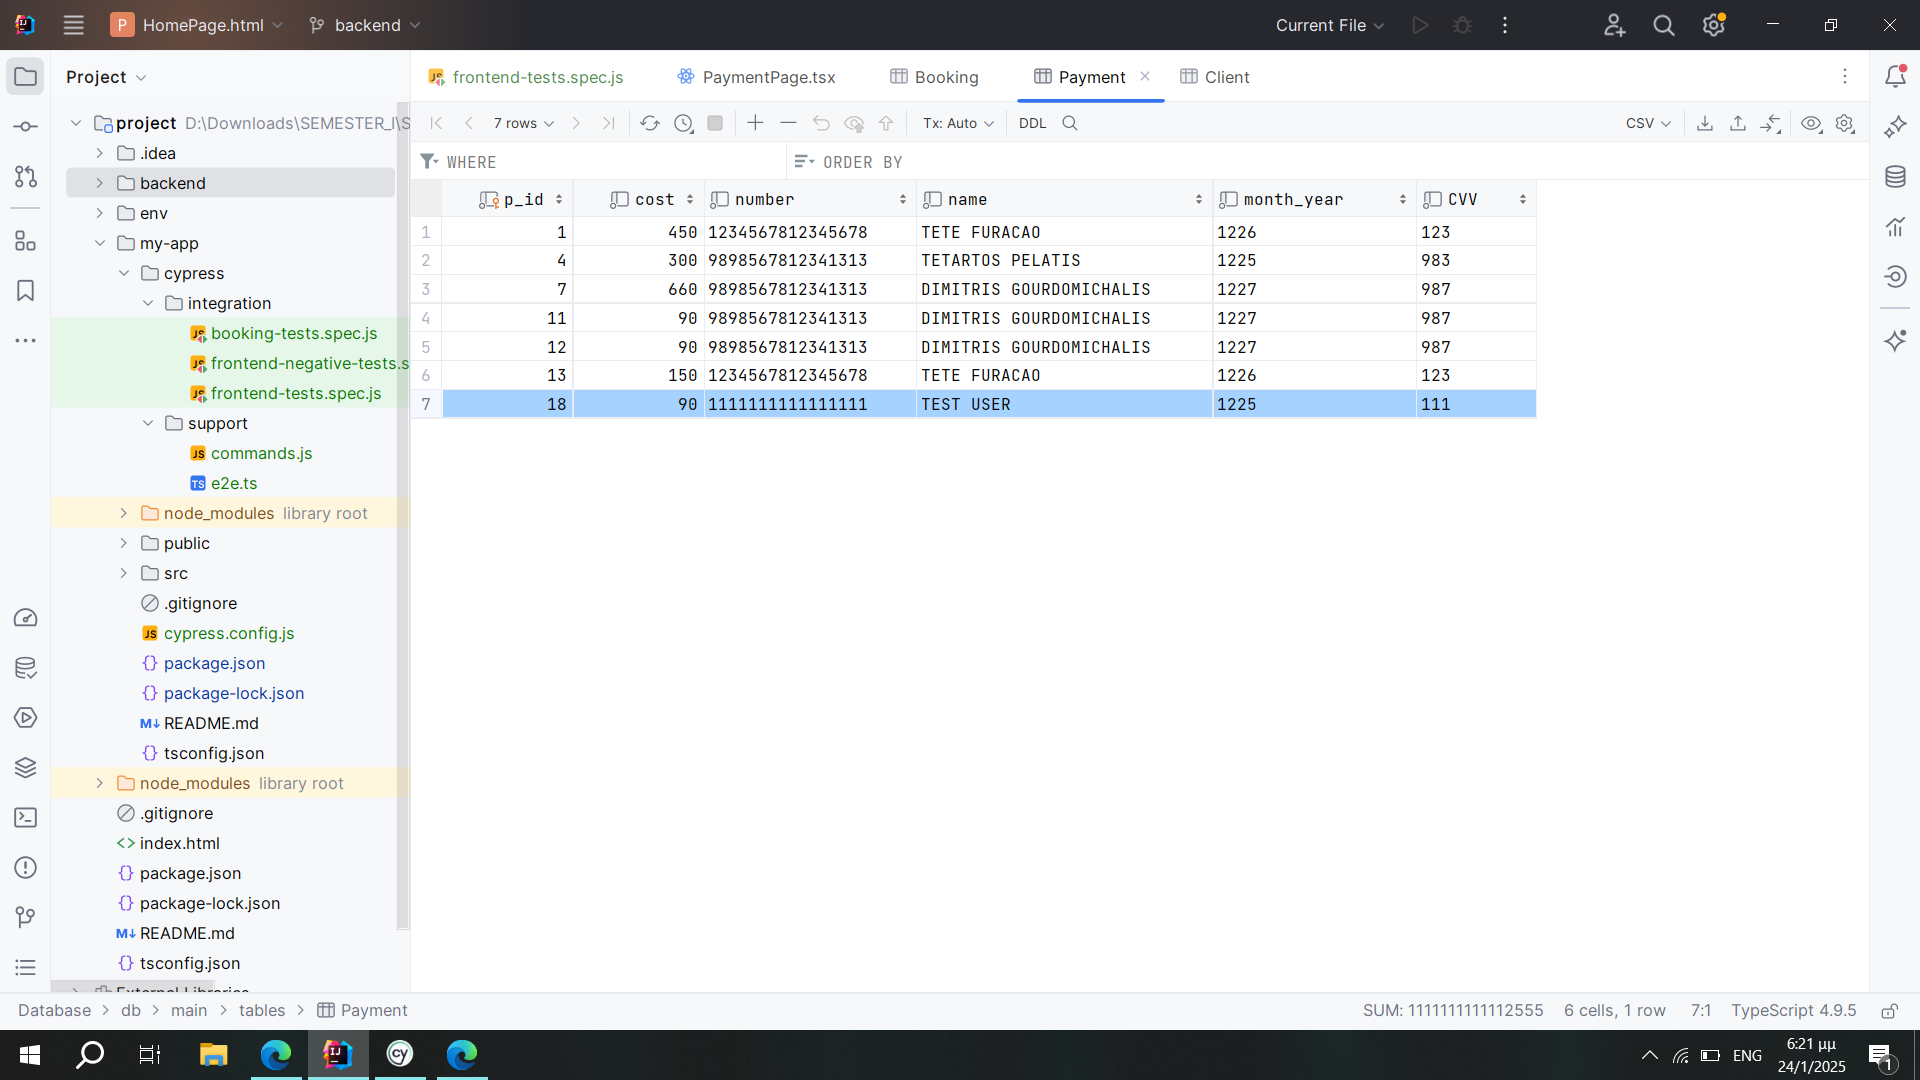 P HomePage.html backend Current File
Project
frontend-tests.spec.js PaymentPage.tsx Booking Payment Client
7 rows Tx: Auto DDL CSV
WHERE ORDER BY
project D:\Downloads\SEMESTER_I\S
.idea
backend
env
my-app
cypress
integration
booking-tests.spec.js
frontend-negative-tests.s
frontend-tests.spec.js
support
commands.js
e2e.ts
node_modules library root
public
src
.gitignore
cypress.config.js
package.json
package-lock.json
README.md
tsconfig.json
node_modules library root
.gitignore
index.html
package.json
package-lock.json
README.md
tsconfig.json
External Libraries
p_id cost number name month_year CVV
1 1 450 1234567812345678 TETE FURACAO 1226 123
2 4 300 9898567812341313 TETARTOS PELATIS 1225 983
3 7 660 9898567812341313 DIMITRIS GOURDOMICHALIS 1227 987
4 11 90 9898567812341313 DIMITRIS GOURDOMICHALIS 1227 987
5 12 90 9898567812341313 DIMITRIS GOURDOMICHALIS 1227 987
6 13 150 1234567812345678 TETE FURACAO 1226 123
7 18 90 1111111111111111 TEST USER 1225 111
Database db main tables Payment SUM: 1111111111112555 6 cells, 1 row 7:1 TypeScript 4.9.5
ENG 6:21 μμ
24/1/2025
1